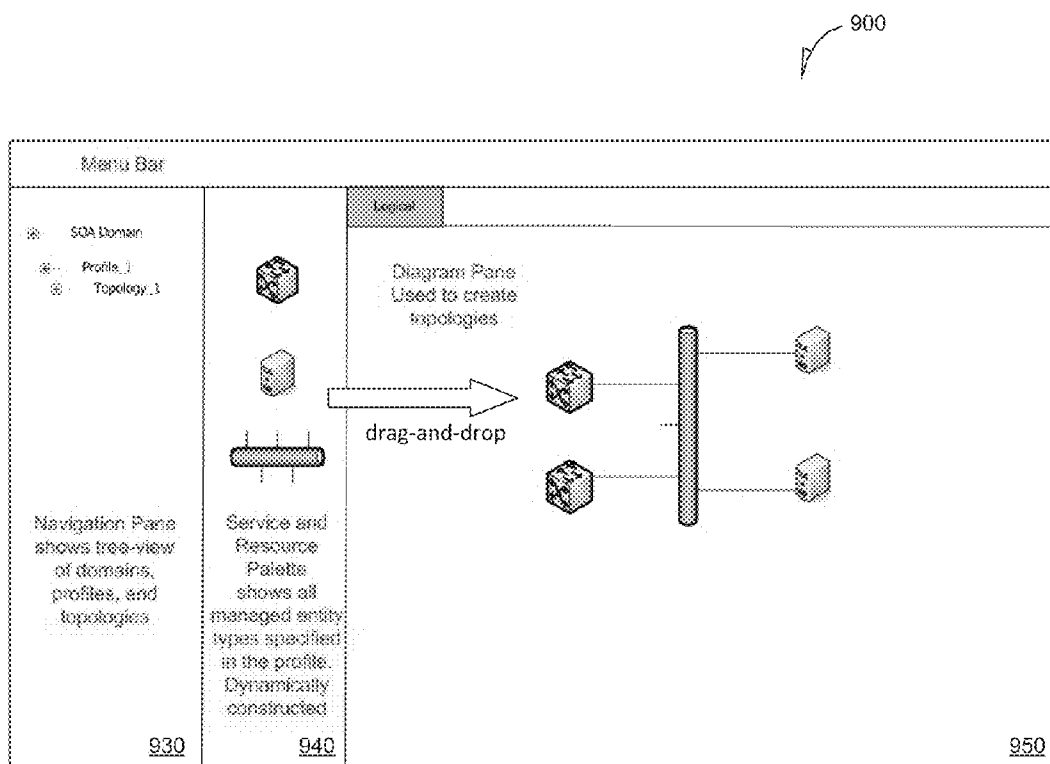 900
Menu Bar
SOA Domain
Profile_1
Topology_1
Logical
Diagram Pane
Used to create
topologies
drag-and-drop
Navigation Pane
shows tree-view
of domains,
profiles, and
topologies
Service and
Resource
Palette
shows all
managed entity
types specified
in the profile.
Dynamically
constructed
930
940
950